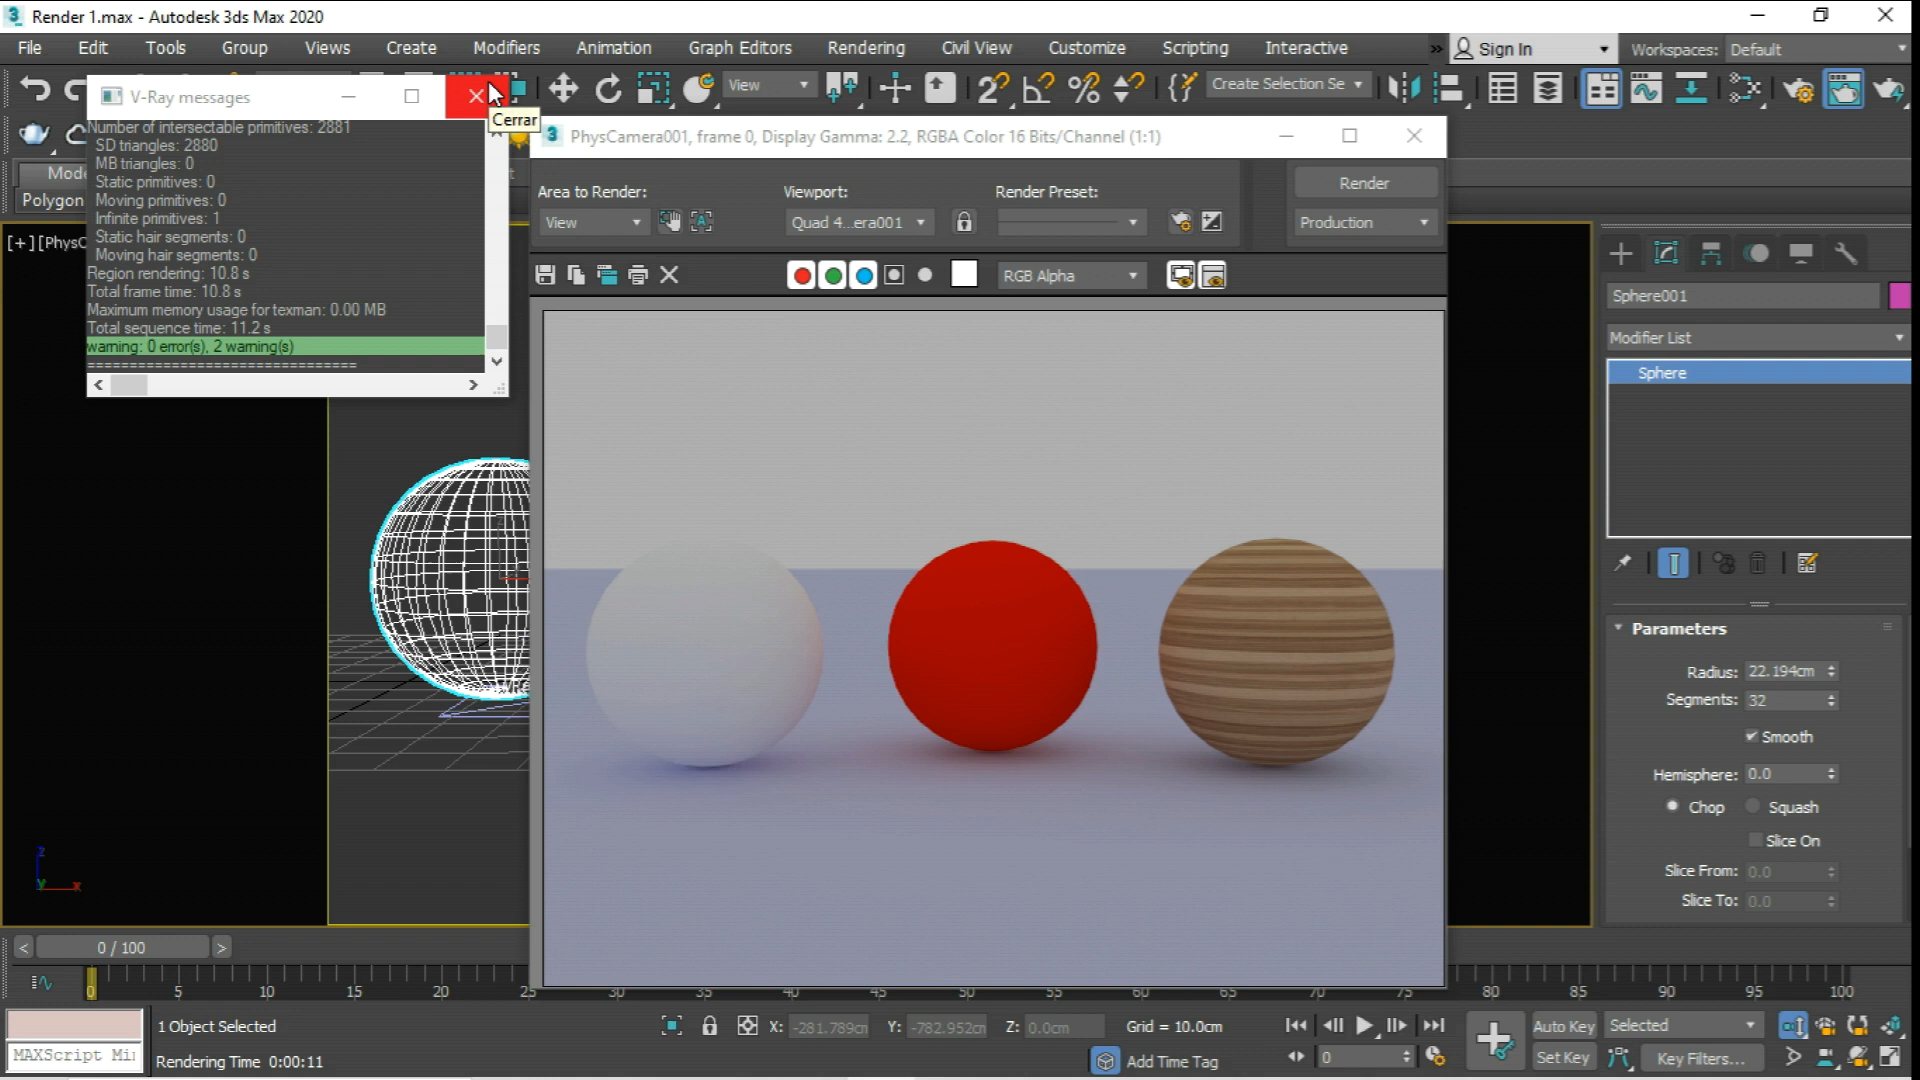 Render 1.max - Autodesk 3ds Max 2020
File Edit Tools Group Views Create Modifiers Animation Graph Editors Rendering Civil View Customize Scripting Interactive
Sign In
Workspaces: Default
View
Create Selection Se
V-Ray messages
Cerrar
Number of intersectable primitives: 2881
SD triangles: 2880
MB triangles: 0
Static primitives: 0
Moving primitives: 0
Infinite primitives: 1
Static hair segments: 0
Moving hair segments: 0
Region rendering: 10.8 s
Total frame time: 10.8 s
Maximum memory usage for texman: 0.00 MB
Total sequence time: 11.2 s
warning: 0 error(s), 2 warning(s)
==============================
Mode
Polygon
[+][PhysC
PhysCamera001, frame 0, Display Gamma: 2.2, RGBA Color 16 Bits/Channel (1:1)
Area to Render:
View
Viewport:
Quad 4...era001
Render Preset:
Render
Production
RGB Alpha
Sphere001
Modifier List
Sphere
Parameters
Radius: 22.194cm
Segments: 32
Smooth
Hemisphere: 0.0
Chop Squash
Slice On
Slice From: 0.0
Slice To: 0.0
z
y x
< 0 / 100 >
0 5 10 15 20 25 30 35 40 45 50 55 60 65 70 75 80 85 90 95 100
1 Object Selected
X: -281.789cm Y: -782.952cm Z: 0.0cm
Grid = 10.0cm
Auto Key
Selected
MAXScript Mi
Rendering Time 0:00:11
Add Time Tag
0
Set Key
Key Filters...